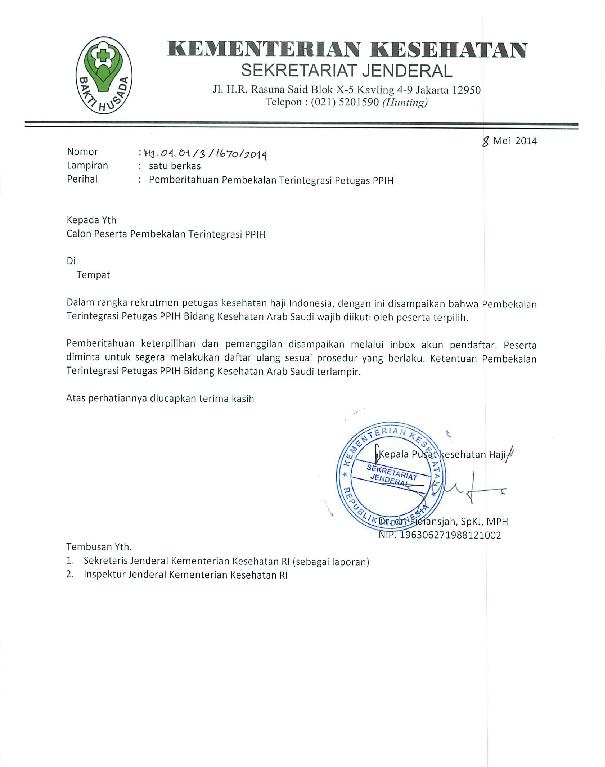 KEMENTERIAN KESEHATAN
SEKRETARIAT JENDERAL
Jl. H.R. Rasuna Said Blok X-5 Kavling 4-9 Jakarta 12950
Telepon : (021) 5201590 (Hunting)
BAKTI HUSADA
8 Mei 2014
Nomor : HJ.04.01/3/1670/2014
Lampiran : satu berkas
Perihal : Pemberitahuan Pembekalan Terintegrasi Petugas PPIH
Kepada Yth
Calon Peserta Pembekalan Terintegrasi PPIH
Di
Tempat
Dalam rangka rekrutmen petugas kesehatan haji Indonesia, dengan ini disampaikan bahwa Pembekalan
Terintegrasi Petugas PPIH Bidang Kesehatan Arab Saudi wajib diikuti oleh peserta terpilih.
Pemberitahuan keterpilihan dan pemanggilan disampaikan melalui inbox akun pendaftar. Peserta
diminta untuk segera melakukan daftar ulang sesuai prosedur yang berlaku. Ketentuan Pembekalan
Terintegrasi Petugas PPIH Bidang Kesehatan Arab Saudi terlampir.
Atas perhatiannya diucapkan terima kasih
Kepala Pusat Kesehatan Haji
KEMENTERIAN KESEHATAN
SEKRETARIAT
JENDERAL
REPUBLIK INDONESIA
SpK., MPH
NIP. 196306271988121002
Tembusan Yth.
1. Sekretaris Jenderal Kementerian Kesehatan RI (sebagai laporan)
2. Inspektur Jenderal Kementerian Kesehatan RI